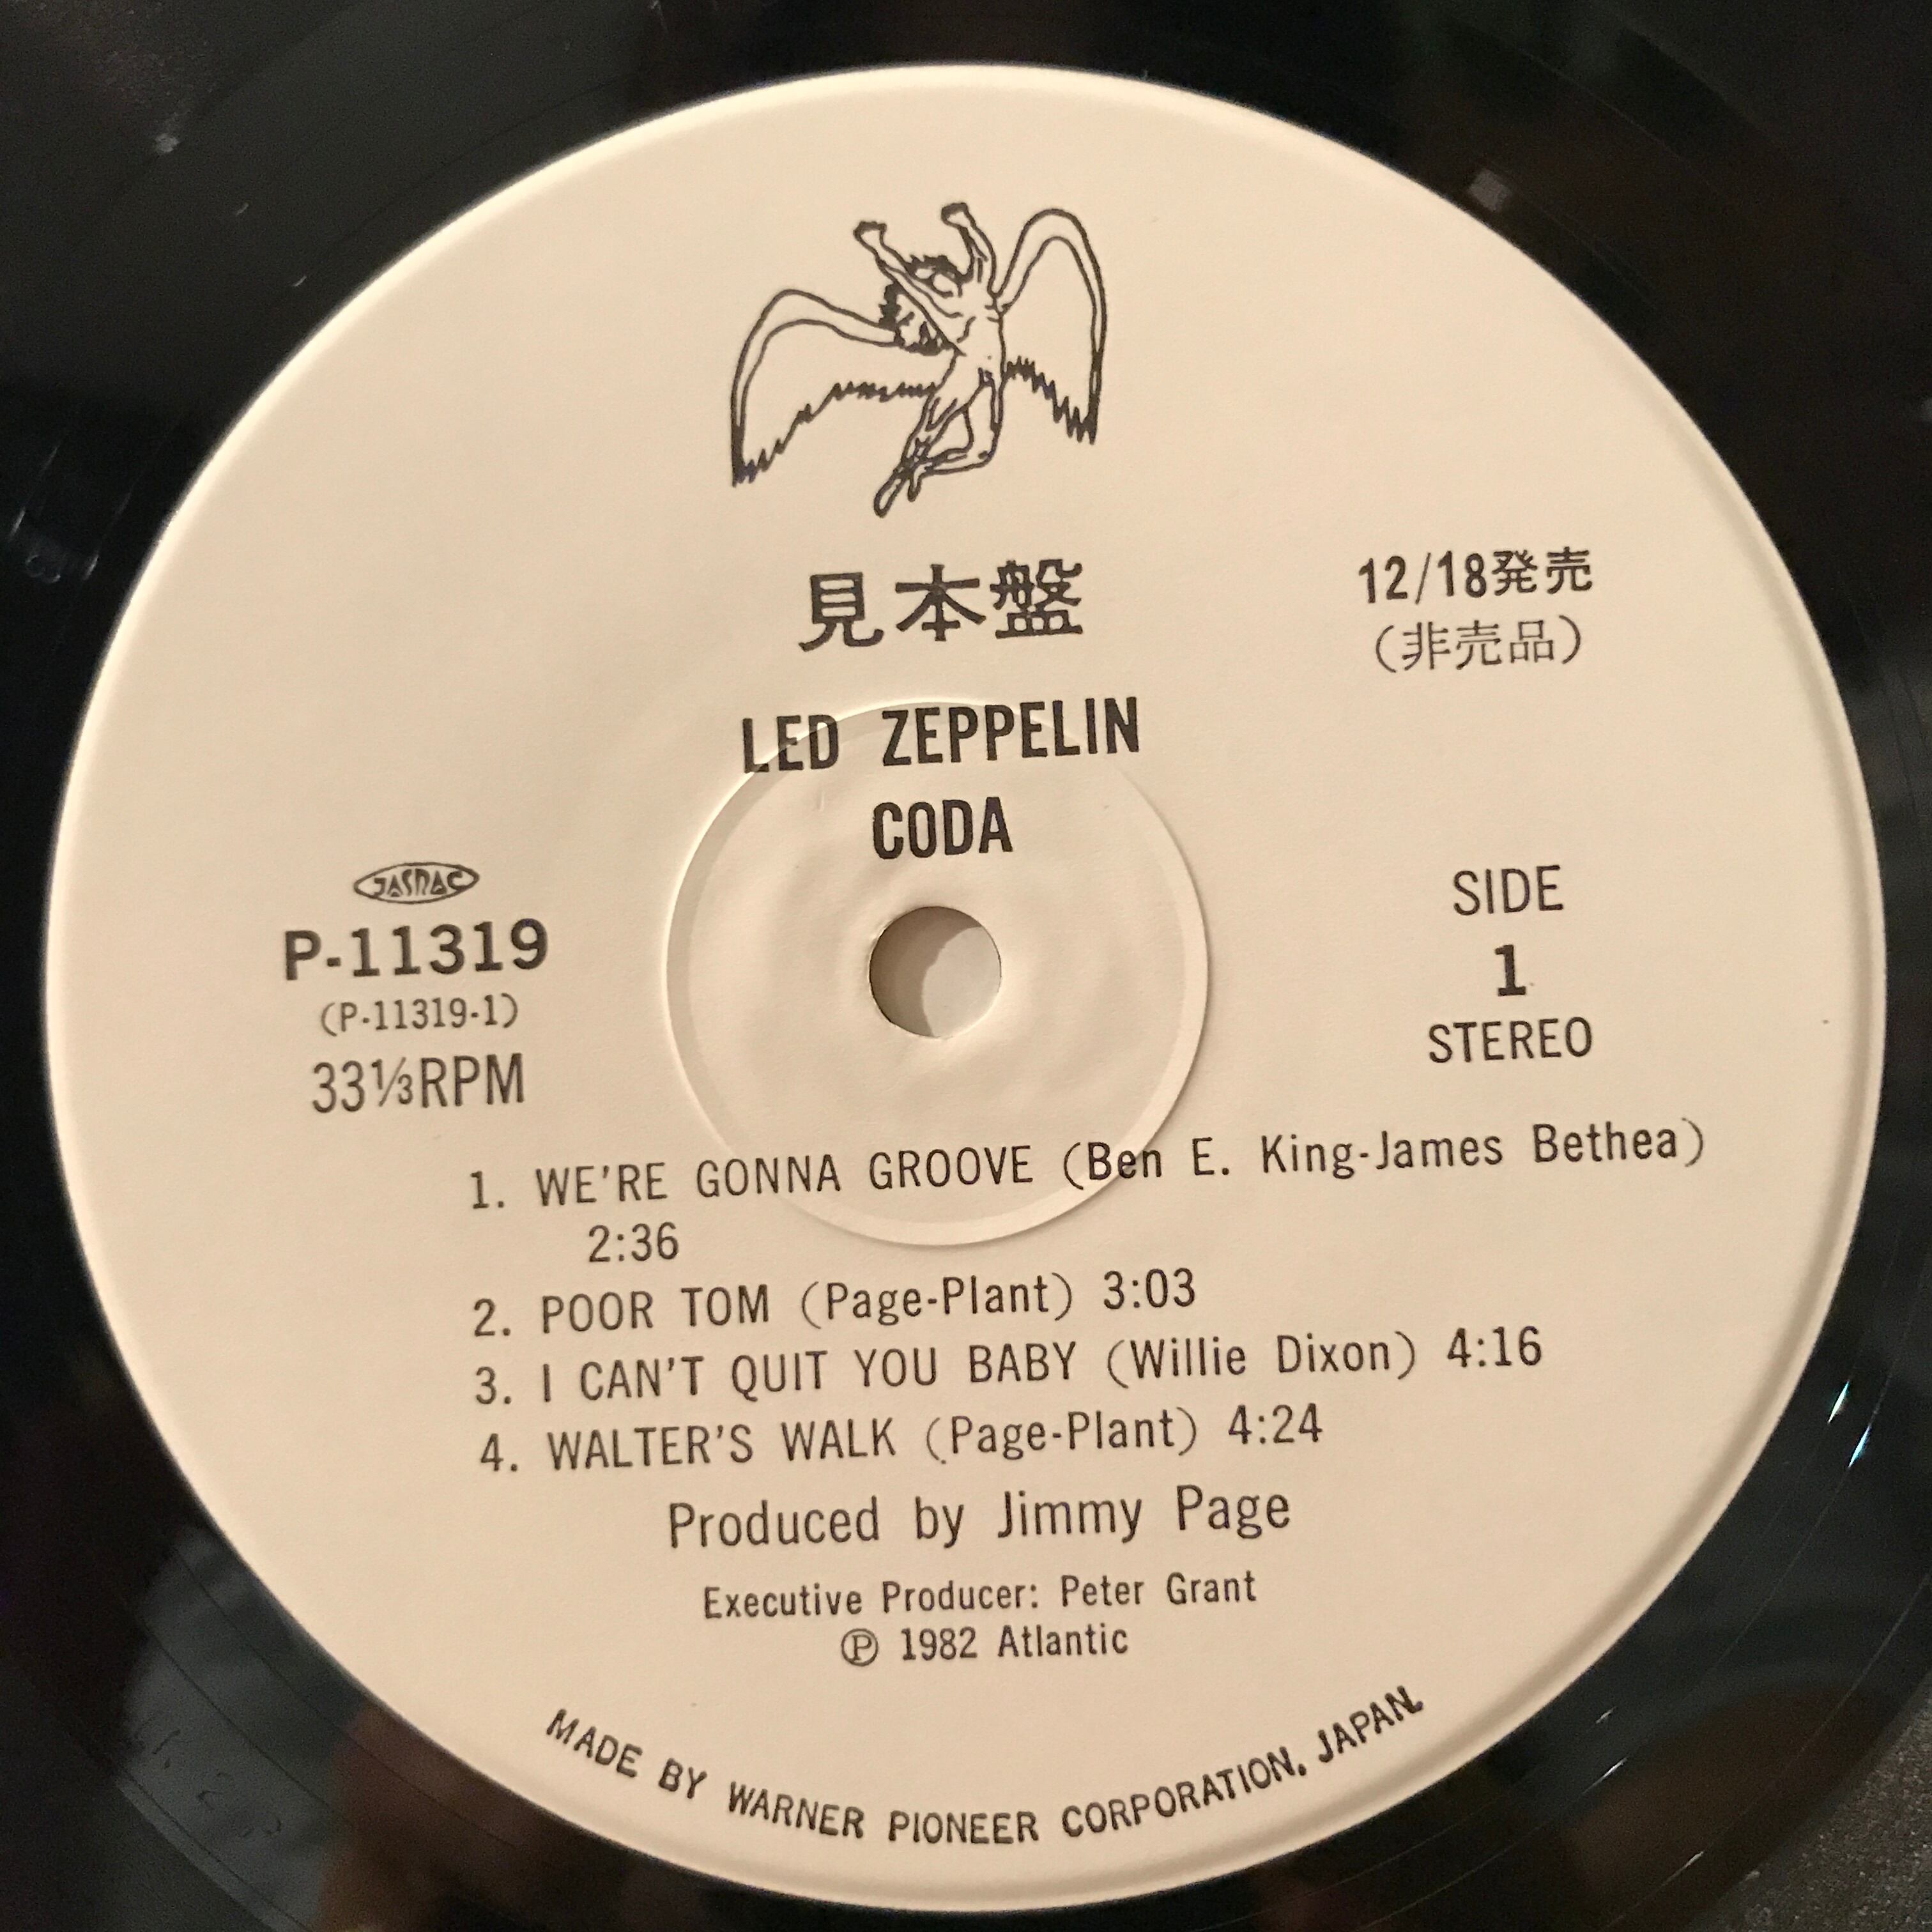 見本盤
12/18発売
(非売品)
LED ZEPPELIN
CODA
JASRAC
P-11319
(P-11319-1)
33⅓RPM
SIDE
1
STEREO
1. WE'RE GONNA GROOVE (Ben E. King-James Bethea)
2:36
2. POOR TOM (Page-Plant) 3:03
3. I CAN'T QUIT YOU BABY (Willie Dixon) 4:16
4. WALTER'S WALK (Page-Plant) 4:24
Produced by Jimmy Page
Executive Producer: Peter Grant
Ⓟ 1982 Atlantic
MADE BY WARNER PIONEER CORPORATION, JAPAN.